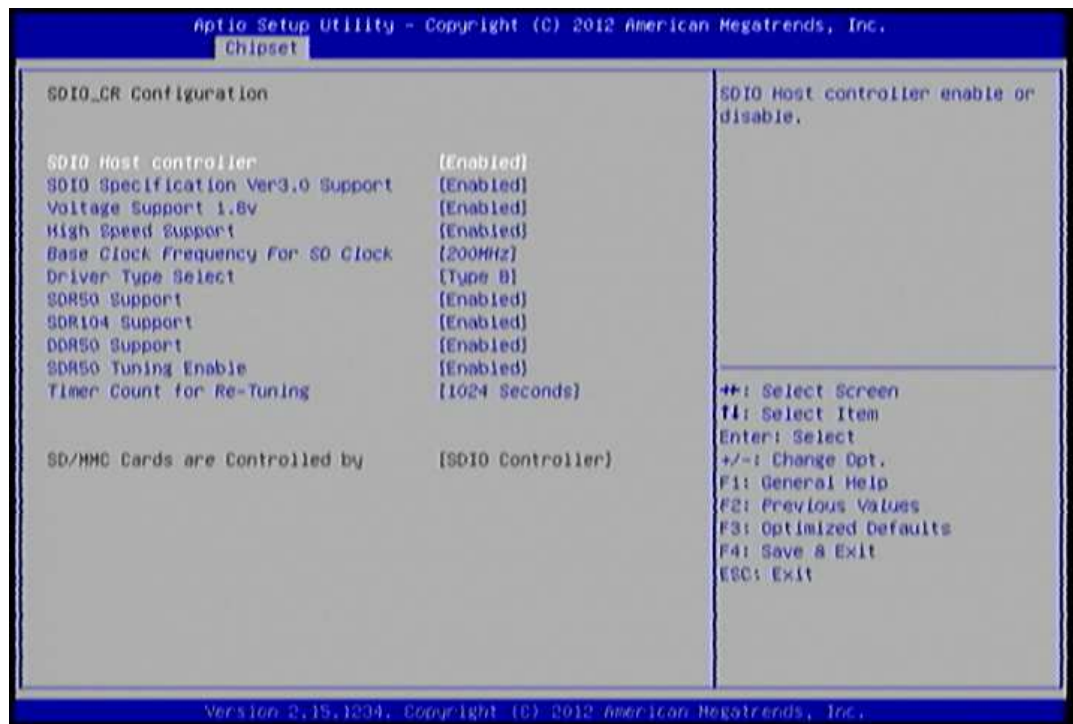 Aptio Setup Utility - Copyright (C) 2012 American Megatrends, Inc.
Chipset
SDIO_CR Configuration
SDIO Host controller [Enabled]
SDIO Specification Ver3.0 Support [Enabled]
Voltage Support 1.8v [Enabled]
High Speed Support [Enabled]
Base Clock Frequency For SD Clock [200MHz]
Driver Type Select [Type B]
SDR50 Support [Enabled]
SDR104 Support [Enabled]
DDR50 Support [Enabled]
SDR50 Tuning Enable [Enabled]
Timer Count for Re-Tuning [1024 Seconds]
SD/MMC Cards are Controlled by [SDIO Controller]
SDIO Host controller enable or
disable.
→←: Select Screen
↑↓: Select Item
Enter: Select
+/-: Change Opt.
F1: General Help
F2: Previous Values
F3: Optimized Defaults
F4: Save & Exit
ESC: Exit
Version 2.15.1234. Copyright (C) 2012 American Megatrends, Inc.